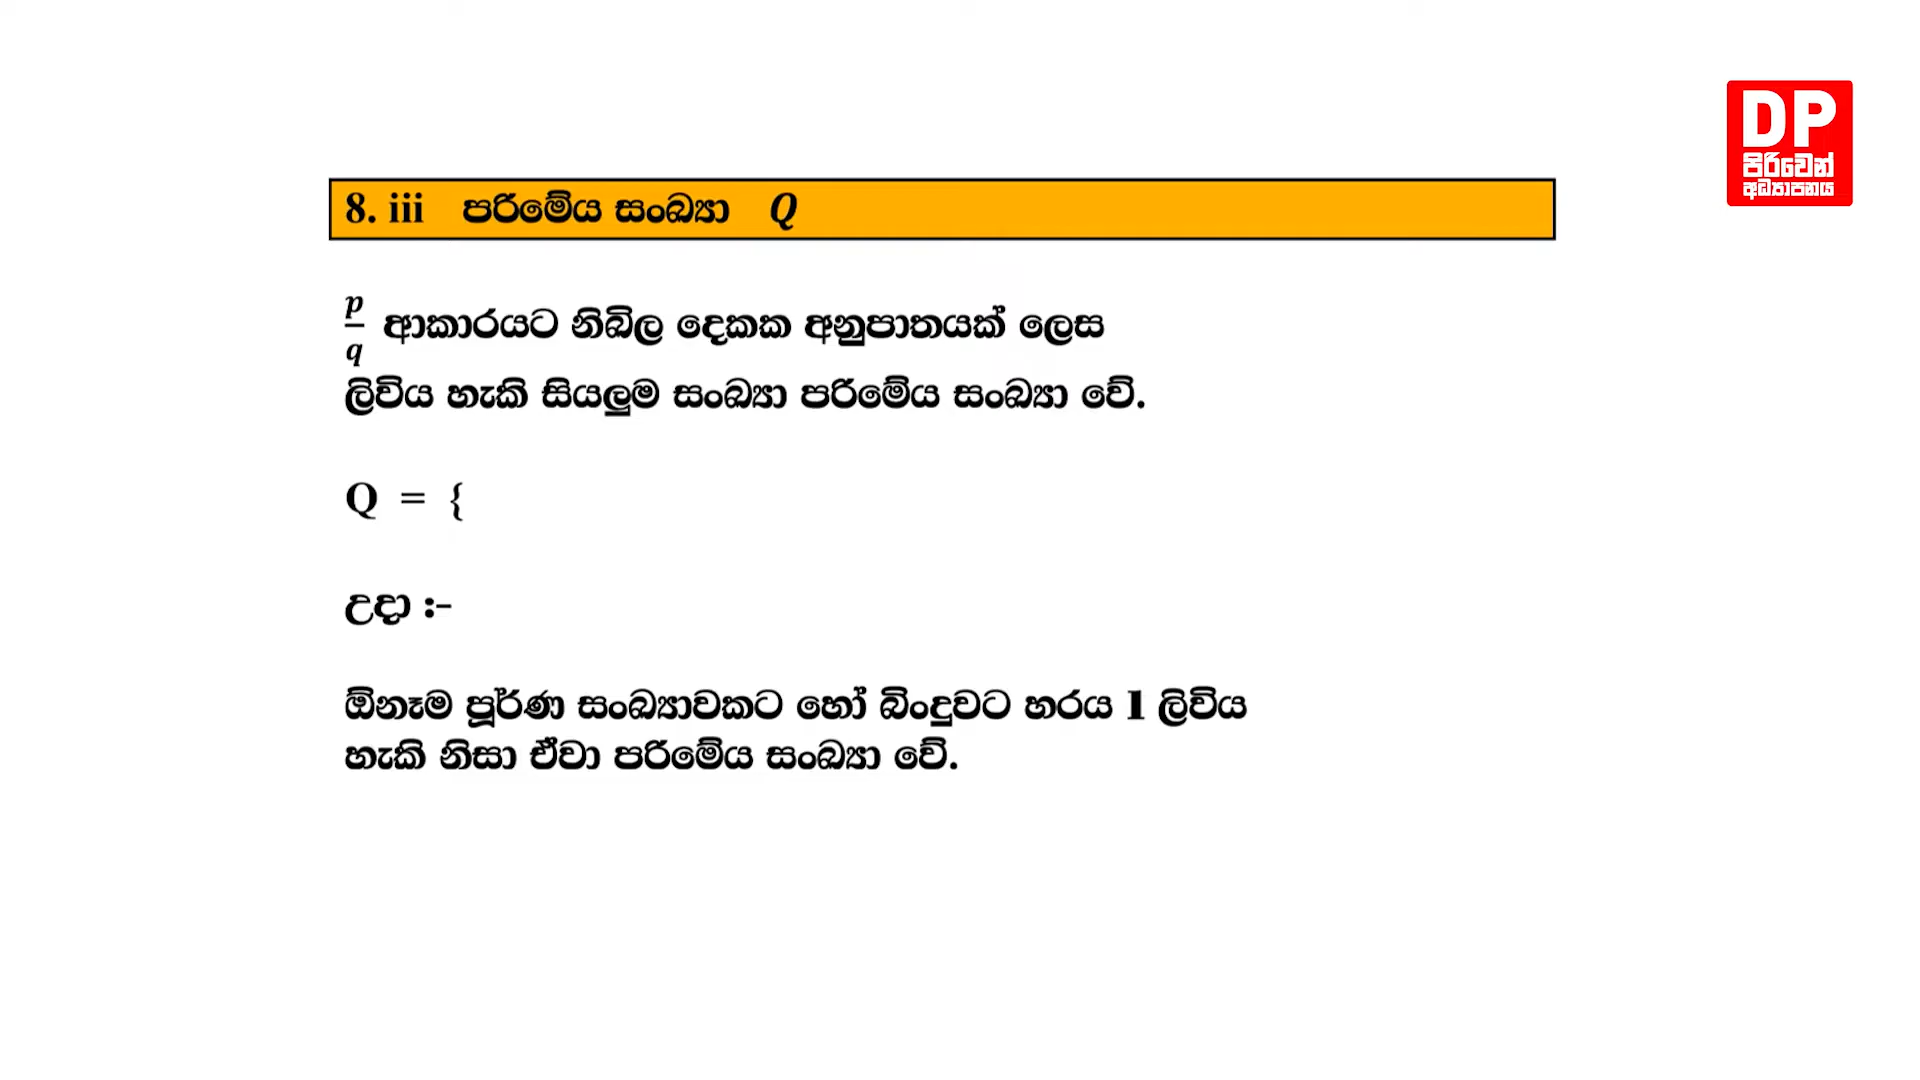 DP
පිරිවෙන්
අධ්‍යාපනය
8. iii පරිමේය සංඛ්‍යා Q
p/q ආකාරයට නිඛිල දෙකක අනුපාතයක් ලෙස
ලිවිය හැකි සියලුම සංඛ්‍යා පරිමේය සංඛ්‍යා වේ.
Q = {
උදා :-
ඕනෑම පූර්ණ සංඛ්‍යාවකට හෝ බිංදුවට හරය 1 ලිවිය
හැකි නිසා ඒවා පරිමේය සංඛ්‍යා වේ.